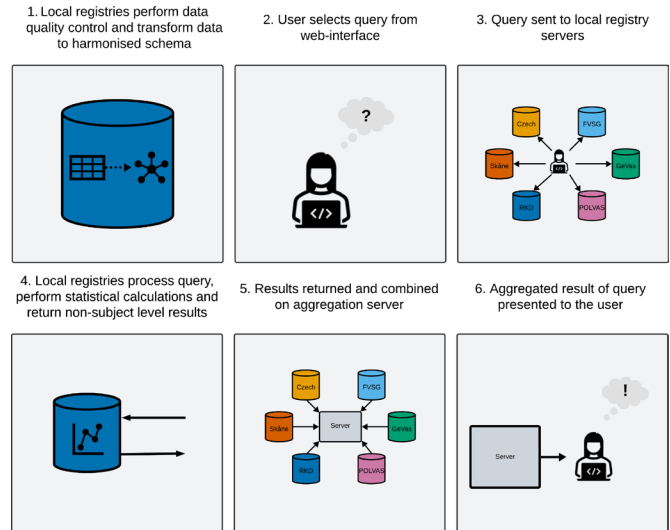 1. Local registries perform data
quality control and transform data
to harmonised schema
2. User selects query from
web-interface
3. Query sent to local registry
servers
?
</>
Czech
FVSG
Skåne
</>
GeVas
RKD
POLVAS
4. Local registries process query,
perform statistical calculations and
return non-subject level results
5. Results returned and combined
on aggregation server
6. Aggregated result of query
presented to the user
Czech
FVSG
Skåne
Server
GeVas
RKD
POLVAS
!
Server
</>